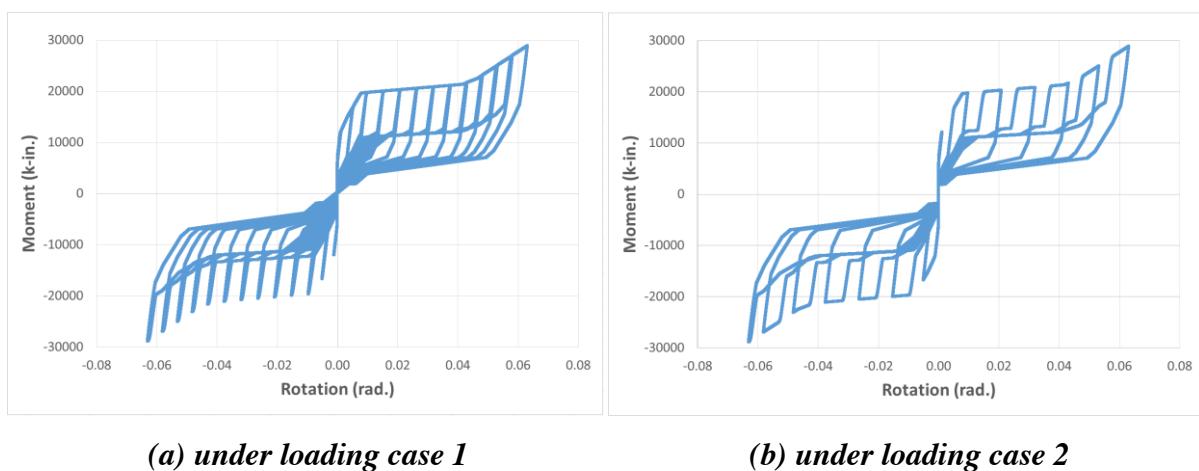 30000
20000
10000
0
-10000
-20000
-30000
Moment (k-in.)
-0.08 -0.06 -0.04 -0.02 0.00 0.02 0.04 0.06 0.08
Rotation (rad.)
(a) under loading case 1
30000
20000
10000
0
-10000
-20000
-30000
Moment (k-in.)
-0.08 -0.06 -0.04 -0.02 0.00 0.02 0.04 0.06 0.08
Rotation (rad.)
(b) under loading case 2